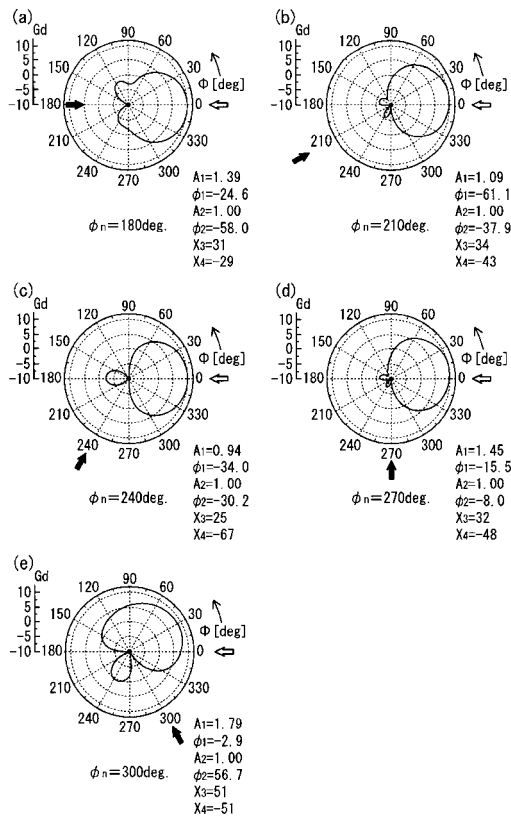 (a)
Gd
10
5
0
-5
-10
90
120
60
150
30
Φ [deg]
180
0
210
330
240
300
270
A1=1.39
ϕ1=-24.6
A2=1.00
ϕ2=-58.0
X3=31
X4=-29
ϕn=180deg.
(b)
Gd
10
5
0
-5
-10
90
120
60
150
30
Φ [deg]
180
0
210
330
240
300
270
A1=1.09
ϕ1=-61.1
A2=1.00
ϕ2=-37.9
X3=34
X4=-43
ϕn=210deg.
(c)
Gd
10
5
0
-5
-10
90
120
60
150
30
Φ [deg]
180
0
210
330
240
300
270
A1=0.94
ϕ1=-34.0
A2=1.00
ϕ2=-30.2
X3=25
X4=-67
ϕn=240deg.
(d)
Gd
10
5
0
-5
-10
90
120
60
150
30
Φ [deg]
180
0
210
330
240
300
270
A1=1.45
ϕ1=-15.5
A2=1.00
ϕ2=-8.0
X3=32
X4=-48
ϕn=270deg.
(e)
Gd
10
5
0
-5
-10
90
120
60
150
30
Φ [deg]
180
0
210
330
240
300
270
A1=1.79
ϕ1=-2.9
A2=1.00
ϕ2=56.7
X3=51
X4=-51
ϕn=300deg.